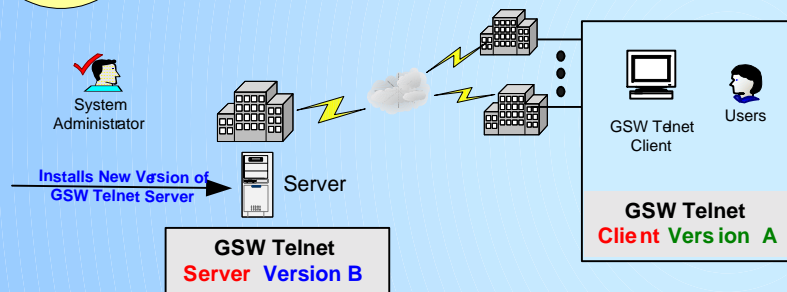 System
Administrator
Installs New Version of
GSW Telnet Server
Server
GSW Telnet
Server Version B
GSW Telnet
Client
Users
GSW Telnet
Client Version A